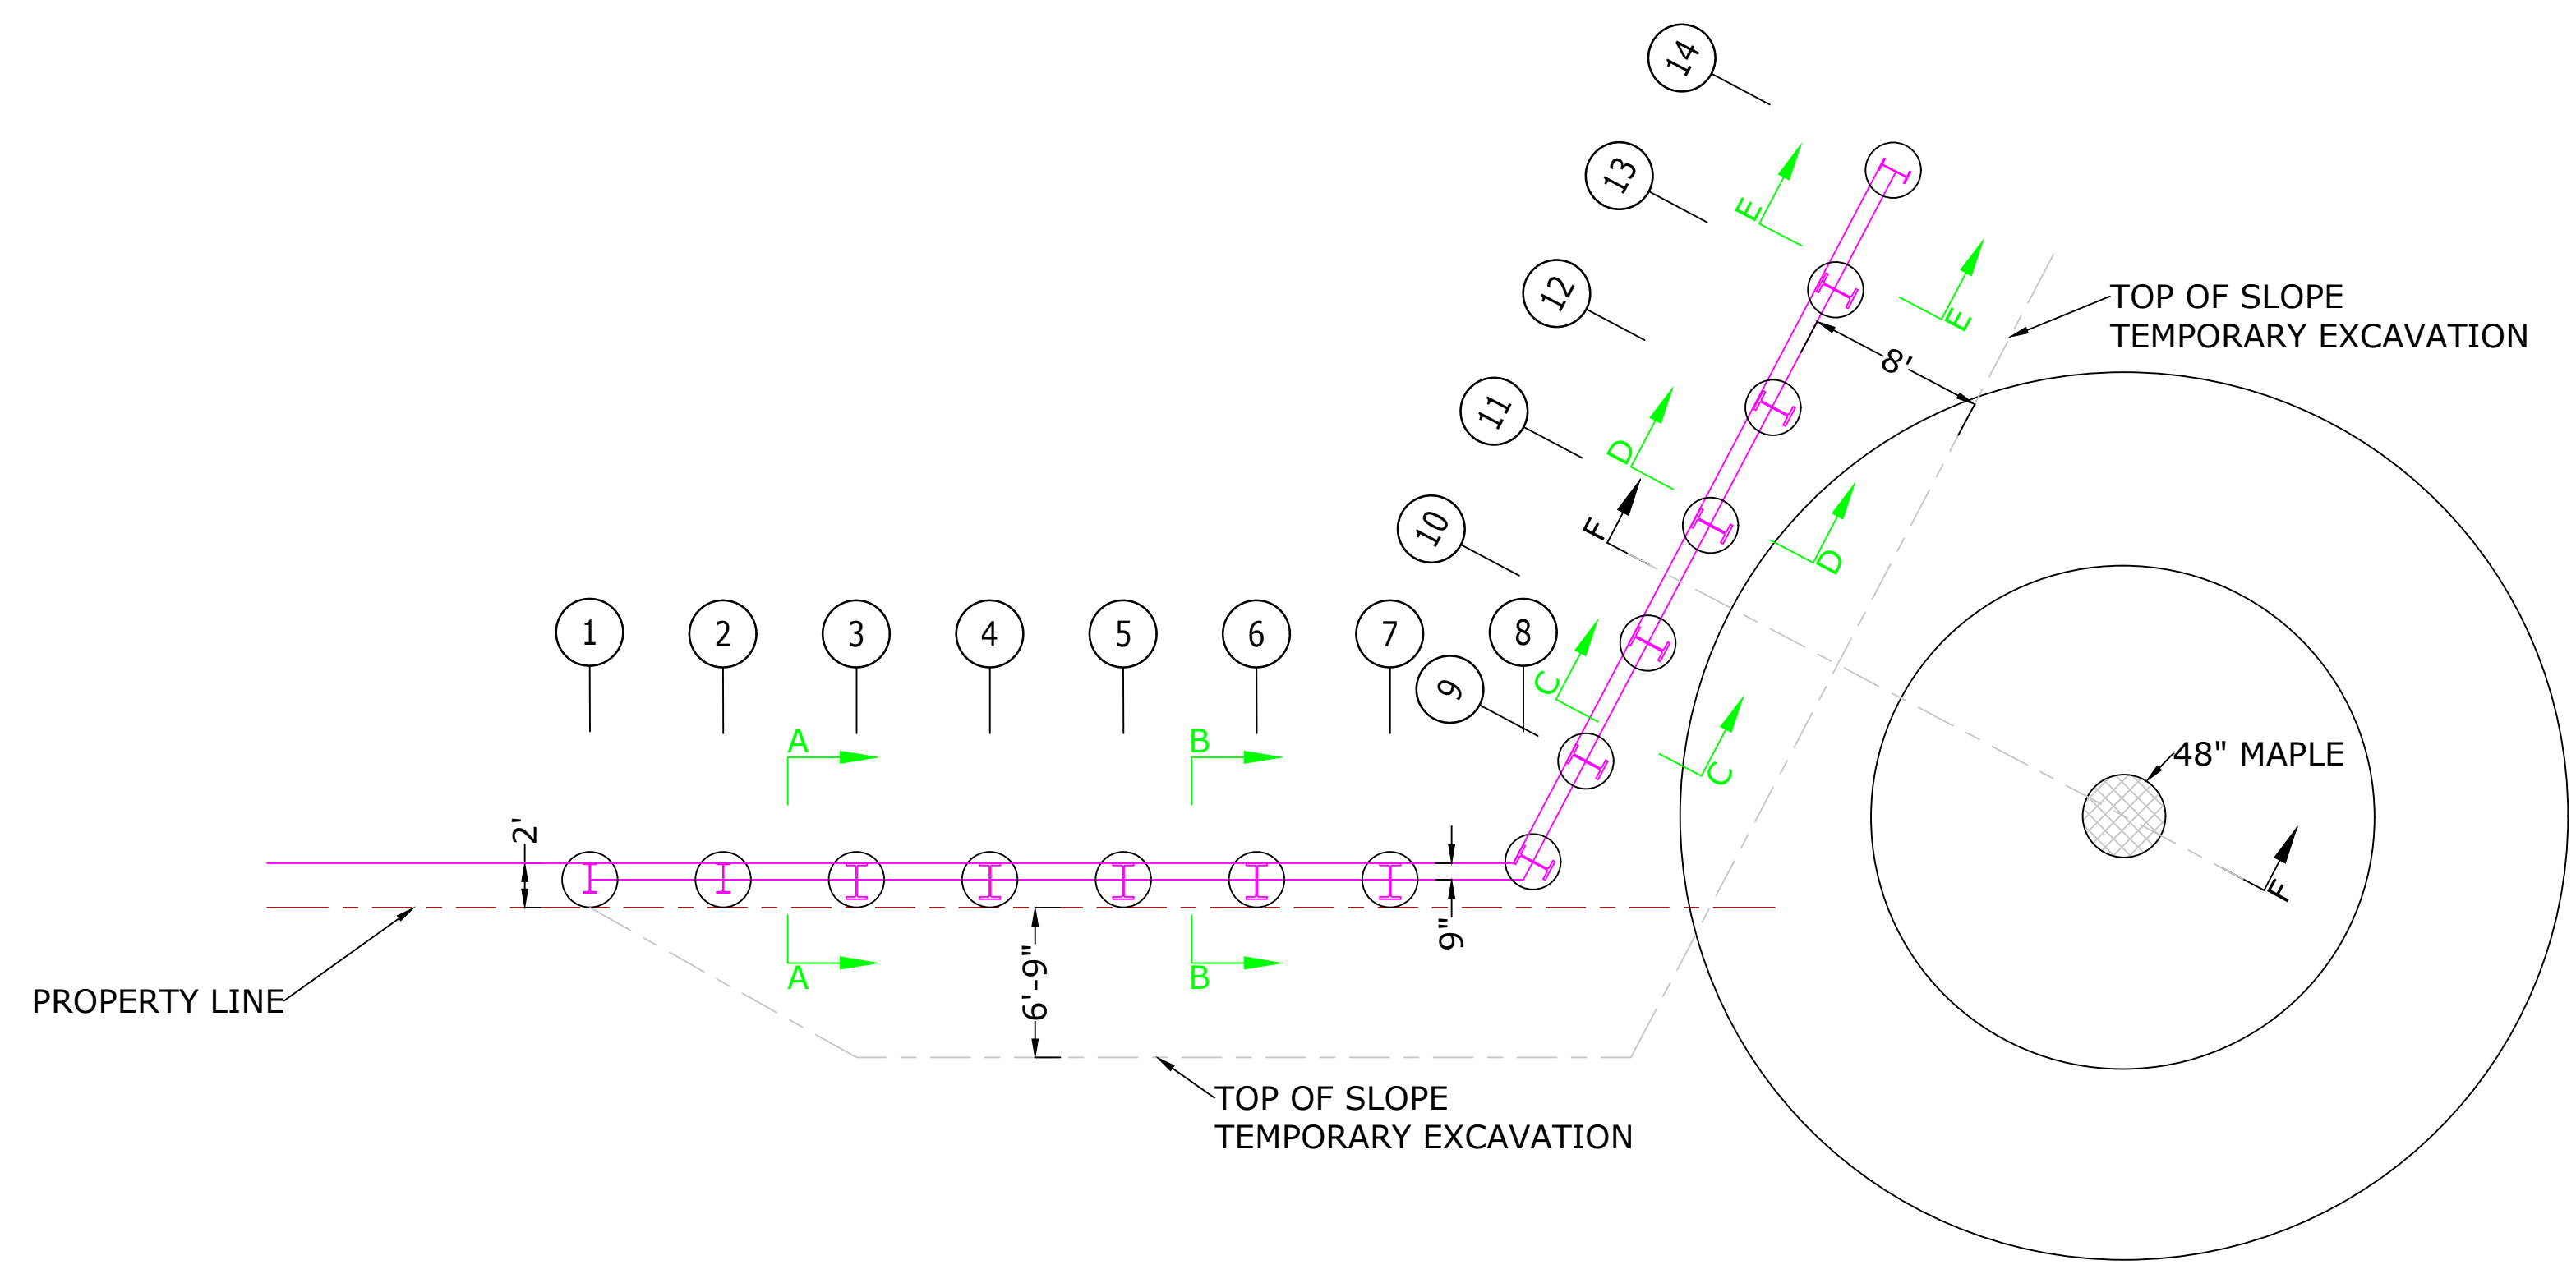 14
13
12
11
10
9
1
2
3
4
5
6
7
8
E
E
D
D
F
F
C
C
A
A
B
B
8'
TOP OF SLOPE
TEMPORARY EXCAVATION
48" MAPLE
2'
9"
6'-9"
PROPERTY LINE
TOP OF SLOPE
TEMPORARY EXCAVATION